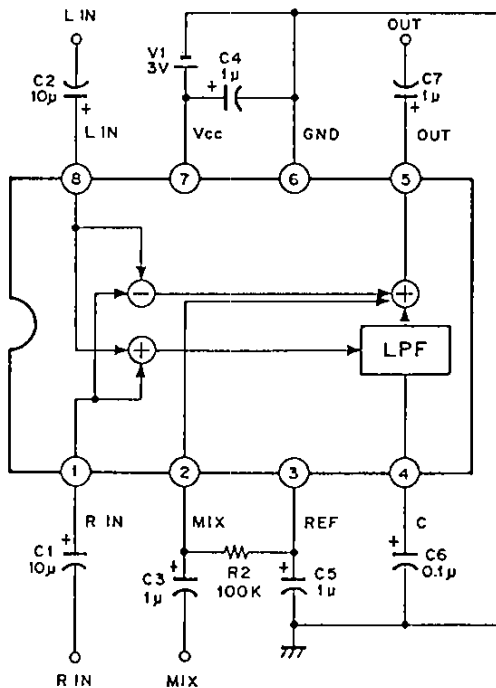 L IN
OUT
V1
3V
C4
1μ
C2
10μ
C7
1μ
L IN
Vcc
GND
OUT
8
7
6
5
−
+
+
LPF
1
2
3
4
R IN
MIX
REF
C
C1
10μ
C3
1μ
R2
100K
C5
1μ
C6
0.1μ
R IN
MIX